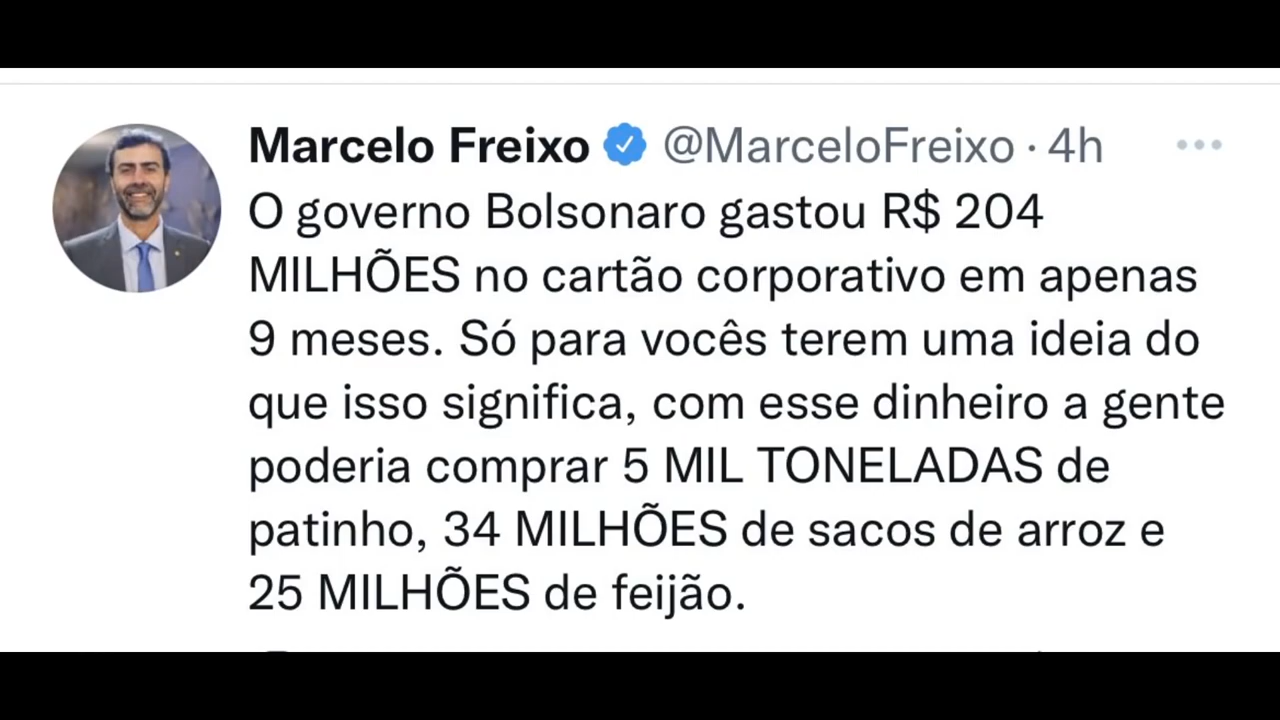 Marcelo Freixo @MarceloFreixo · 4h
O governo Bolsonaro gastou R$ 204
MILHÕES no cartão corporativo em apenas
9 meses. Só para vocês terem uma ideia do
que isso significa, com esse dinheiro a gente
poderia comprar 5 MIL TONELADAS de
patinho, 34 MILHÕES de sacos de arroz e
25 MILHÕES de feijão.